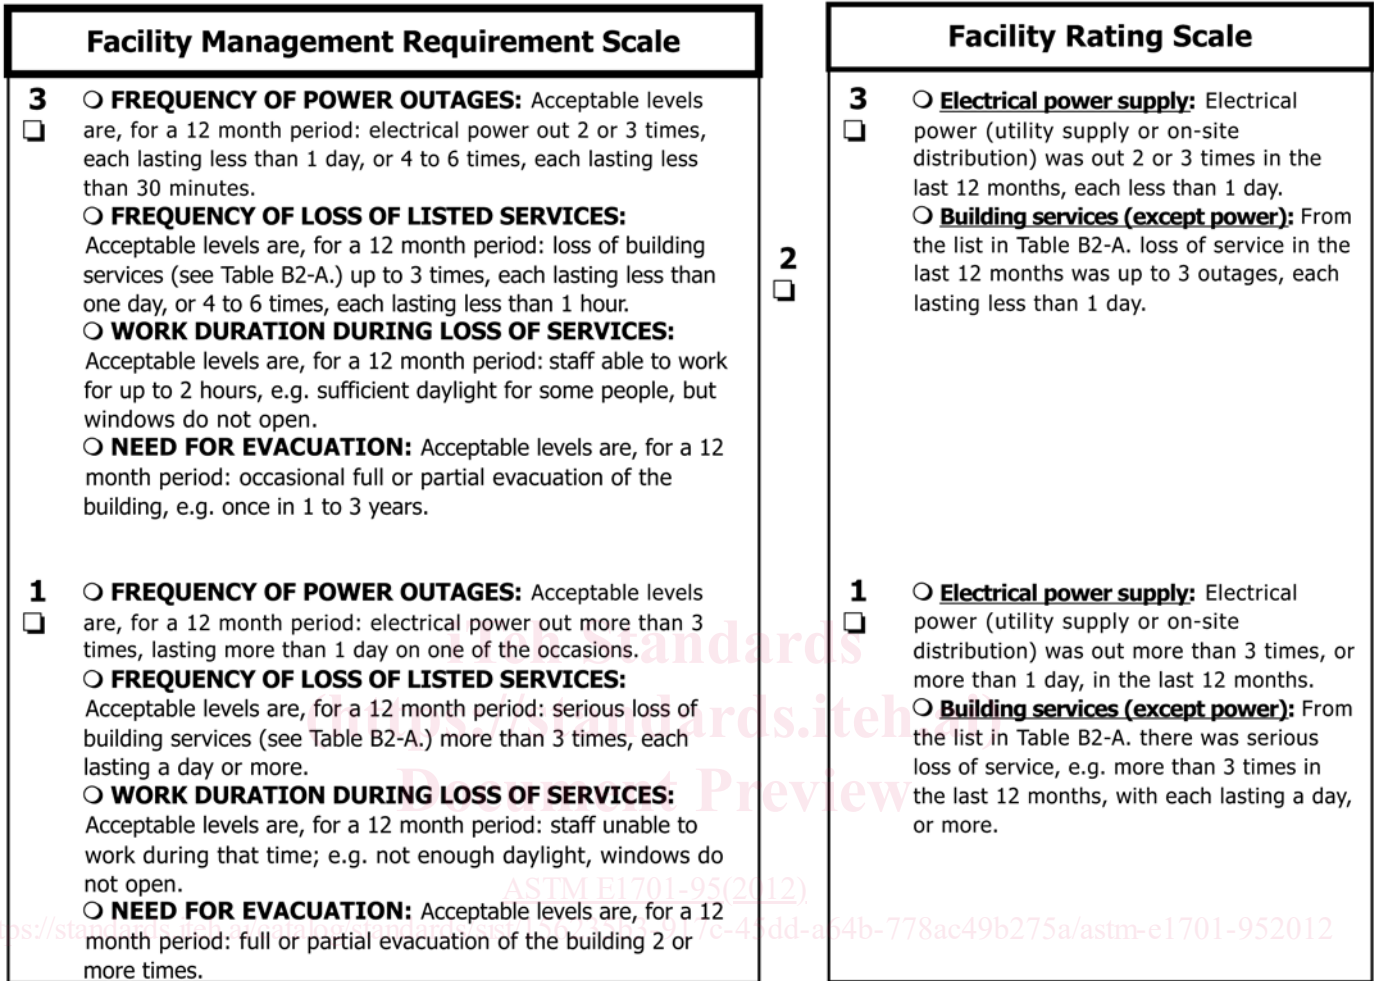 Facility Management Requirement Scale
3
❍ FREQUENCY OF POWER OUTAGES: Acceptable levels
❏ are, for a 12 month period: electrical power out 2 or 3 times,
each lasting less than 1 day, or 4 to 6 times, each lasting less
than 30 minutes.
❍ FREQUENCY OF LOSS OF LISTED SERVICES:
Acceptable levels are, for a 12 month period: loss of building
services (see Table B2-A.) up to 3 times, each lasting less than
one day, or 4 to 6 times, each lasting less than 1 hour.
❍ WORK DURATION DURING LOSS OF SERVICES:
Acceptable levels are, for a 12 month period: staff able to work
for up to 2 hours, e.g. sufficient daylight for some people, but
windows do not open.
❍ NEED FOR EVACUATION: Acceptable levels are, for a 12
month period: occasional full or partial evacuation of the
building, e.g. once in 1 to 3 years.
1
❍ FREQUENCY OF POWER OUTAGES: Acceptable levels
❏ are, for a 12 month period: electrical power out more than 3
times, lasting more than 1 day on one of the occasions.
❍ FREQUENCY OF LOSS OF LISTED SERVICES:
Acceptable levels are, for a 12 month period: serious loss of
building services (see Table B2-A.) more than 3 times, each
lasting a day or more.
❍ WORK DURATION DURING LOSS OF SERVICES:
Acceptable levels are, for a 12 month period: staff unable to
work during that time; e.g. not enough daylight, windows do
not open.
❍ NEED FOR EVACUATION: Acceptable levels are, for a 12
month period: full or partial evacuation of the building 2 or
more times.
2
❏
Facility Rating Scale
3
❍ Electrical power supply: Electrical
❏ power (utility supply or on-site
distribution) was out 2 or 3 times in the
last 12 months, each less than 1 day.
❍ Building services (except power): From
the list in Table B2-A. loss of service in the
last 12 months was up to 3 outages, each
lasting less than 1 day.
1
❍ Electrical power supply: Electrical
❏ power (utility supply or on-site
distribution) was out more than 3 times, or
more than 1 day, in the last 12 months.
❍ Building services (except power): From
the list in Table B2-A. there was serious
loss of service, e.g. more than 3 times in
the last 12 months, with each lasting a day,
or more.
iTeh Standards
(https://standards.iteh.ai)
Document Preview
ASTM E1701-95(2012)
tps://standards.iteh.ai/catalog/standards/sist/156235b3-917c-45dd-a64b-778ac49b275a/astm-e1701-952012